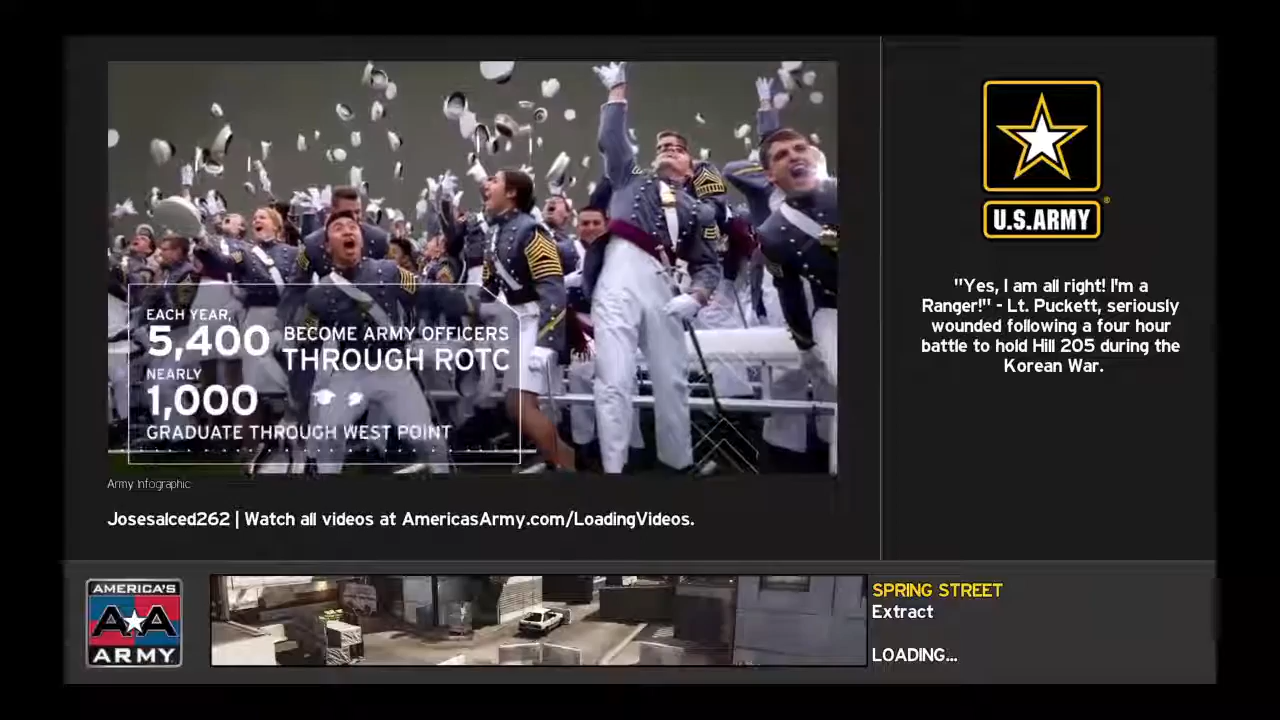 EACH YEAR,
5,400 BECOME ARMY OFFICERS
THROUGH ROTC
NEARLY
1,000
GRADUATE THROUGH WEST POINT
Army Infographic
Josesalced262 | Watch all videos at AmericasArmy.com/LoadingVideos.
U.S.ARMY
"Yes, I am all right! I'm a
Ranger!" - Lt. Puckett, seriously
wounded following a four hour
battle to hold Hill 205 during the
Korean War.
AMERICA'S
AA
ARMY
SPRING STREET
Extract
LOADING...